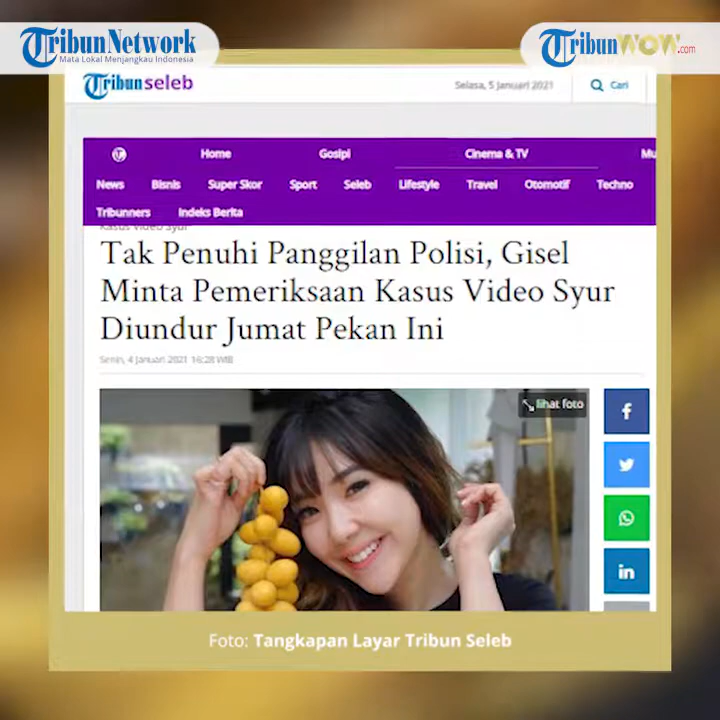 TribunNetwork
Mata Lokal Menjangkau Indonesia
TribunWOW.com
Tribunseleb
Selasa, 5 Januari 2021
Cari
Home Gosipi Cinema & TV Mu
News Bisnis Super Skor Sport Seleb Lifestyle Travel Otomotif Techno
Tribunners Indeks Berita
Kasus Video Syur
Tak Penuhi Panggilan Polisi, Gisel
Minta Pemeriksaan Kasus Video Syur
Diundur Jumat Pekan Ini
Senin, 4 Januari 2021 16:28 WIB
lihat foto
Foto: Tangkapan Layar Tribun Seleb